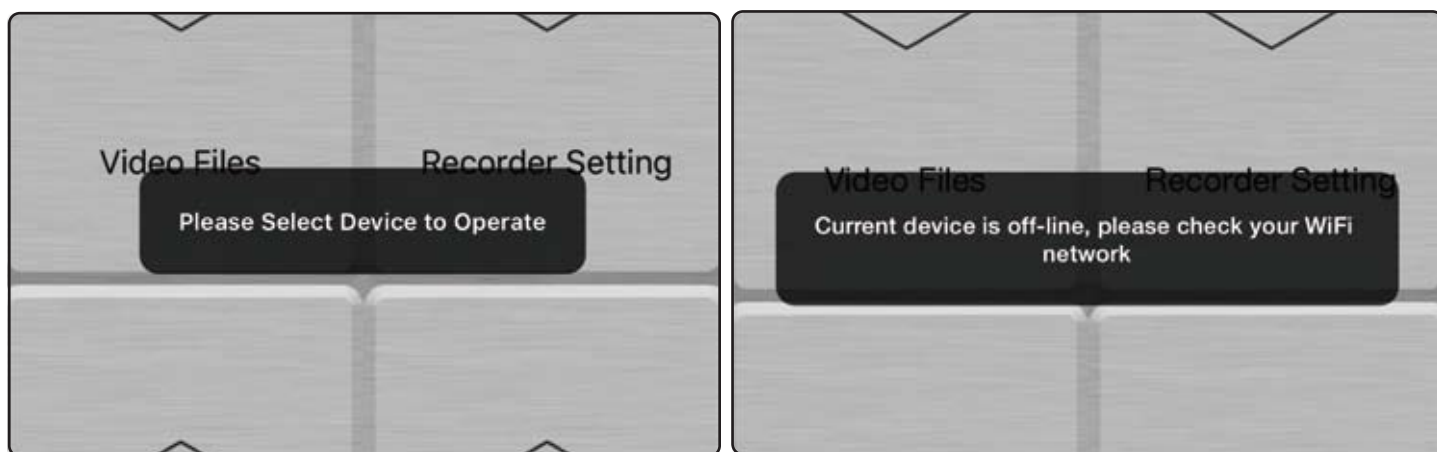 Video Files
Recorder Setting
Please Select Device to Operate
Video Files
Recorder Setting
Current device is off-line, please check your WiFi
network